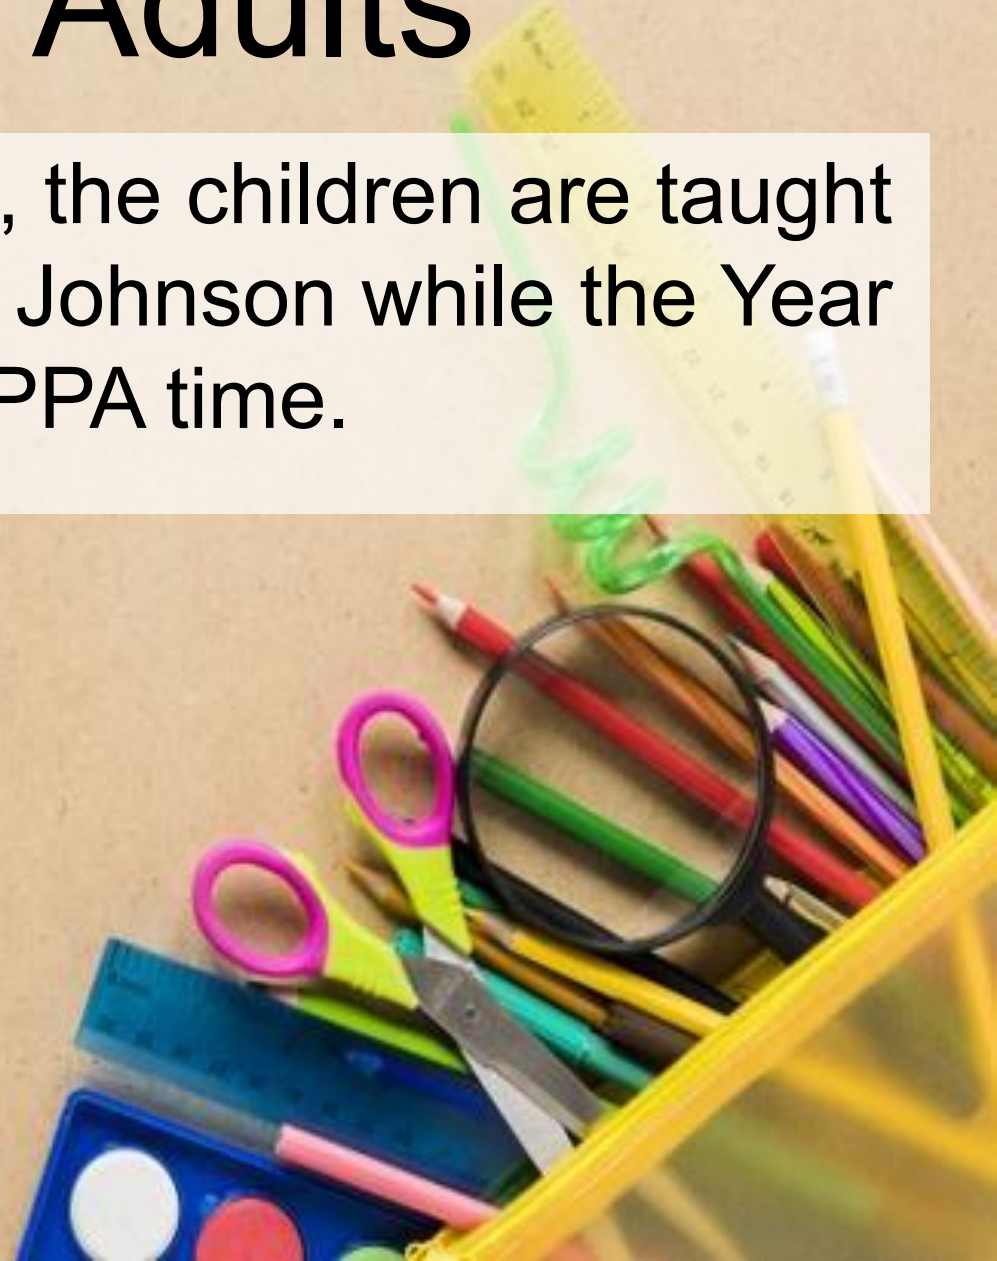 Adults
, the children are taught
Johnson while the Year
PPA time.